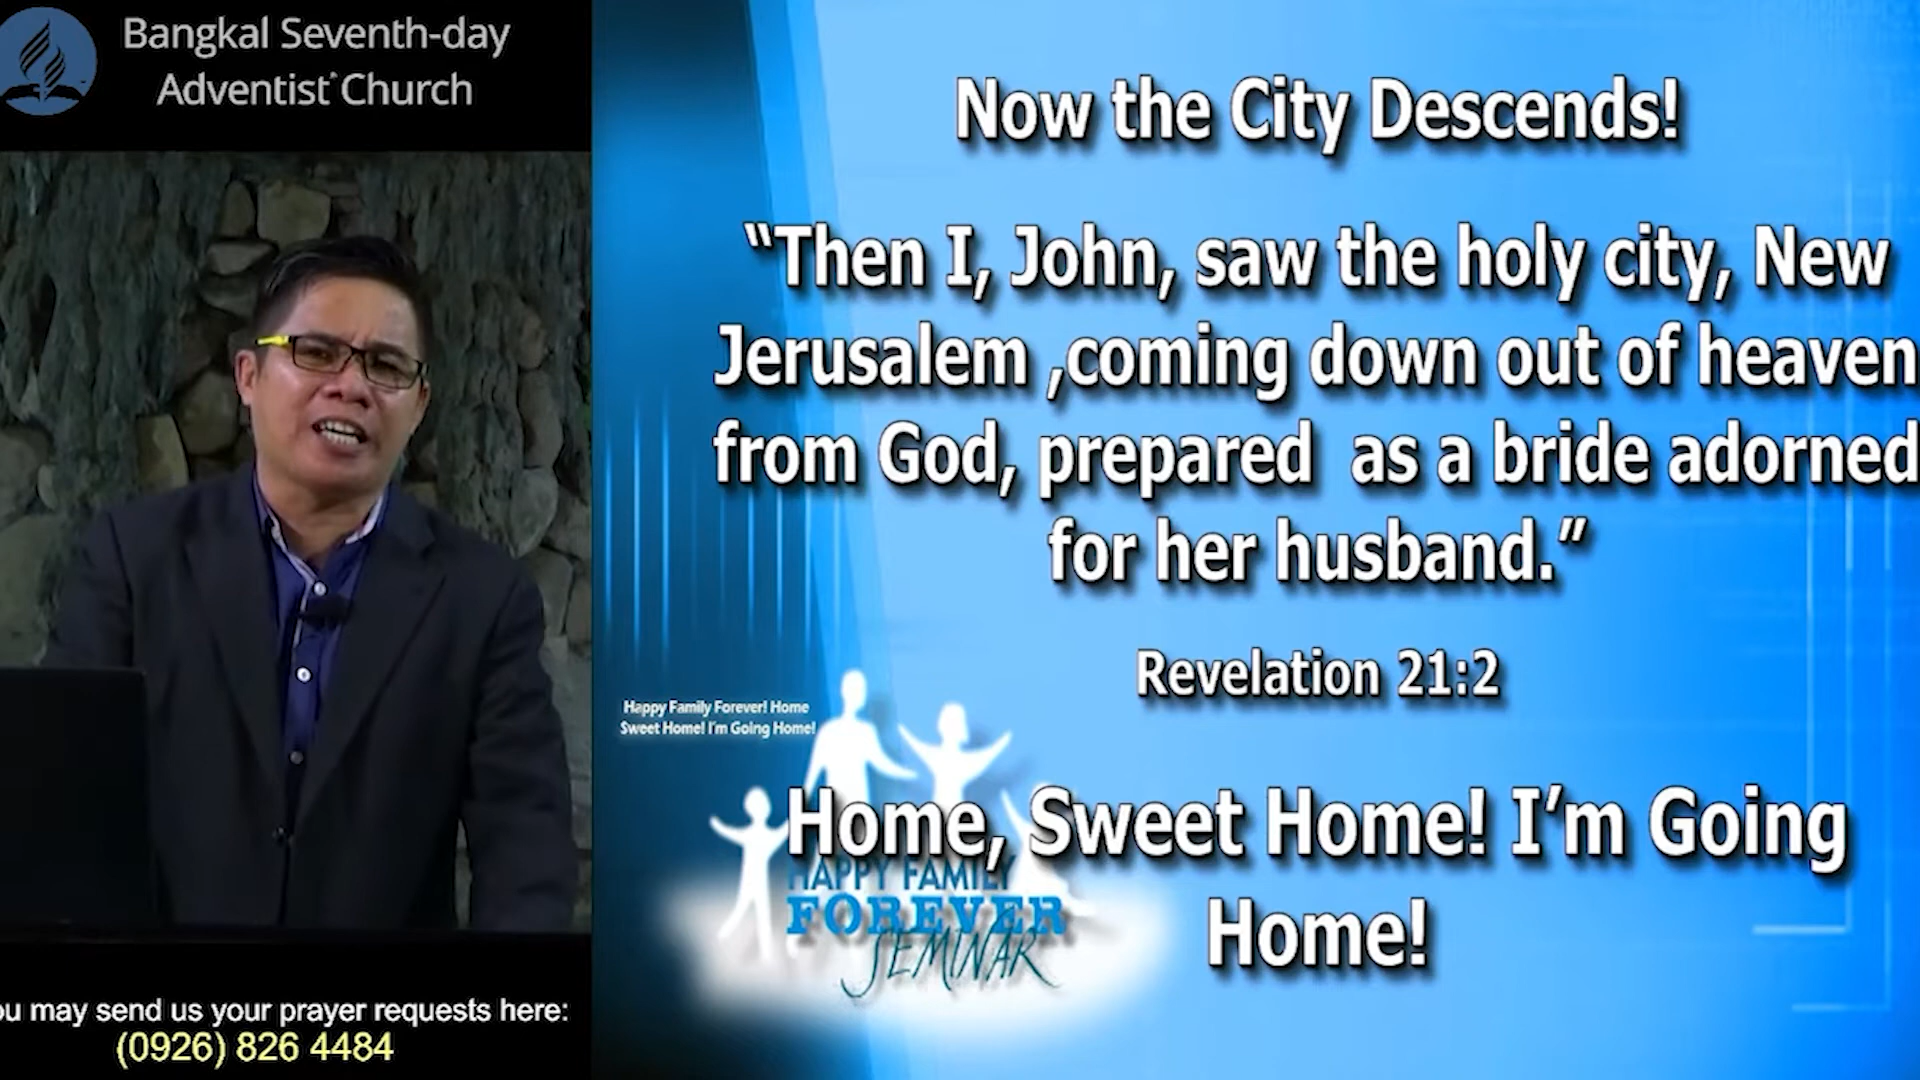 Bangkal Seventh-day
Adventist Church
Now the City Descends!
“Then I, John, saw the holy city, New
Jerusalem ,coming down out of heaven
from God, prepared  as a bride adorned
for her husband.”
Revelation 21:2
Happy Family Forever! Home
Sweet Home! I'm Going Home!
Home, Sweet Home! I’m Going
Home!
HAPPY FAMILY
FOREVER
SEMINAR
ou may send us your prayer requests here:
(0926) 826 4484